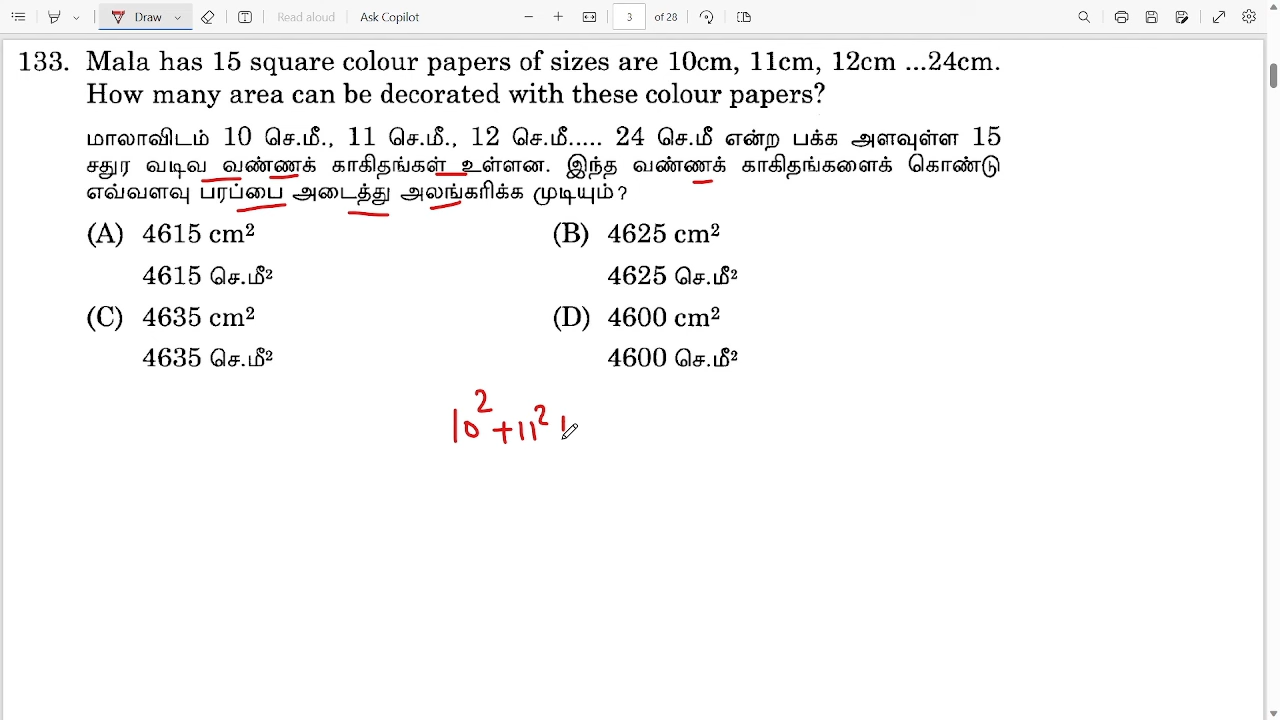 Draw Read aloud Ask Copilot 3 of 28
133. Mala has 15 square colour papers of sizes are 10cm, 11cm, 12cm ...24cm.
How many area can be decorated with these colour papers?
மாலாவிடம் 10 செ.மீ., 11 செ.மீ., 12 செ.மீ..... 24 செ.மீ என்ற பக்க அளவுள்ள 15
சதுர வடிவ வண்ணக் காகிதங்கள் உள்ளன. இந்த வண்ணக் காகிதங்களைக் கொண்டு
எவ்வளவு பரப்பை அடைத்து அலங்கரிக்க முடியும்?
(A) 4615 cm² (B) 4625 cm²
4615 செ.மீ² 4625 செ.மீ²
(C) 4635 cm² (D) 4600 cm²
4635 செ.மீ² 4600 செ.மீ²
10² + 11²